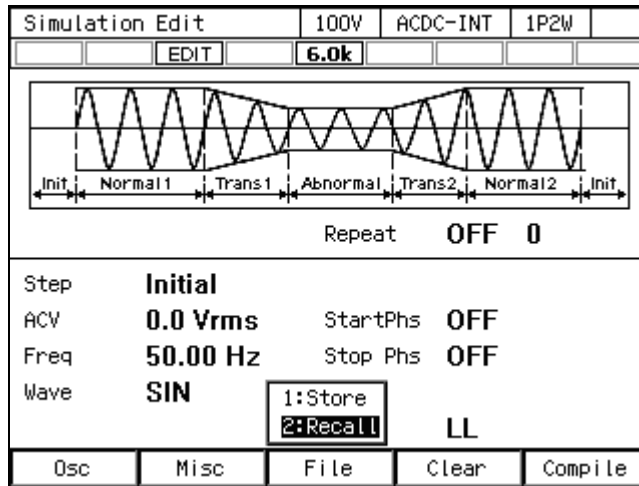 Simulation Edit 100V ACDC-INT 1P2W
EDIT 6.0k
Init Normal1 Trans1 Abnormal Trans2 Normal2 Init
Repeat OFF 0
Step Initial
ACV 0.0 Vrms StartPhs OFF
Freq 50.00 Hz Stop Phs OFF
Wave SIN
1:Store
2:Recall LL
Osc Misc File Clear Compile